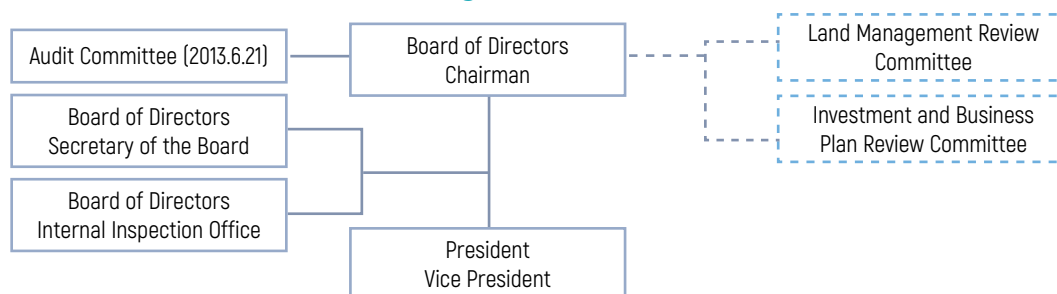 Audit Committee (2013.6.21)
Board of Directors
Chairman
Land Management Review
Committee
Investment and Business
Plan Review Committee
Board of Directors
Secretary of the Board
Board of Directors
Internal Inspection Office
President
Vice President